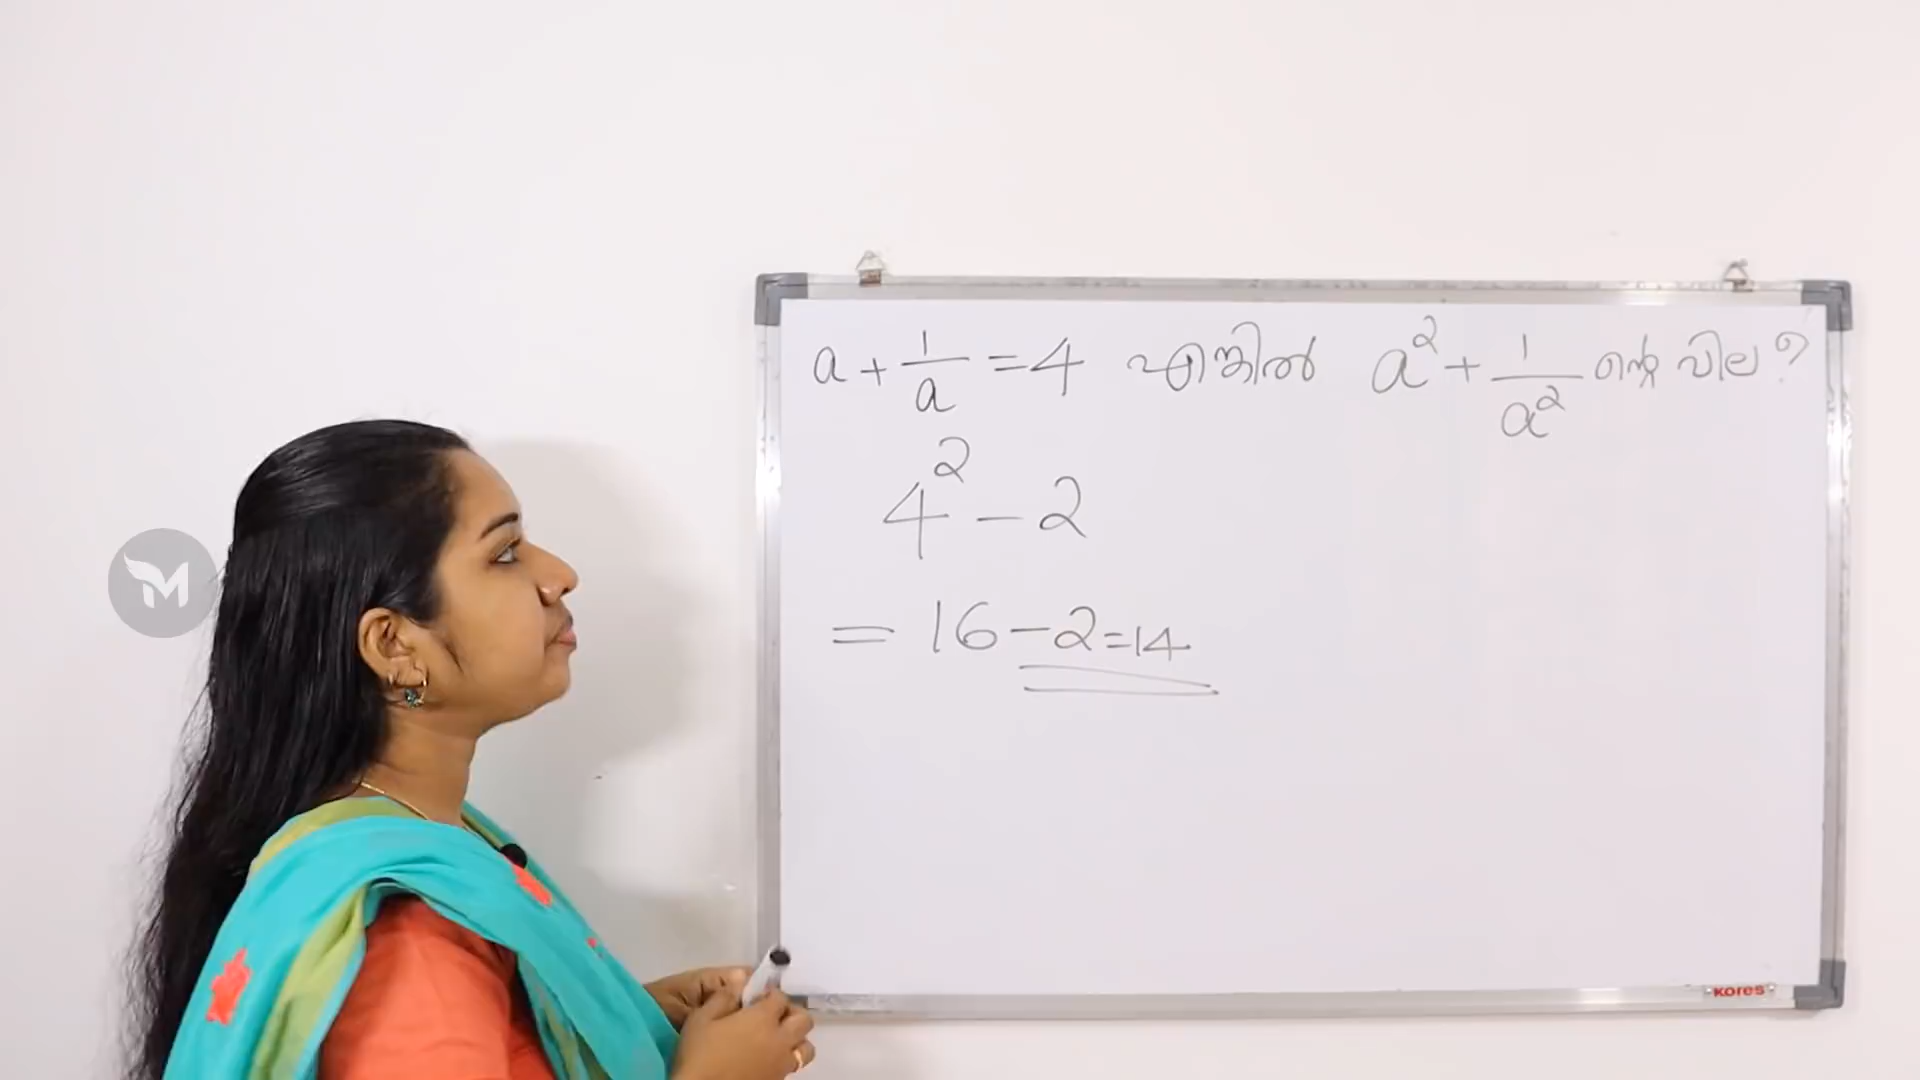 a + 1/a = 4 എങ്കിൽ a² + 1/a² ന്റെ വില?
4² - 2
= 16 - 2 = 14
KORES
M